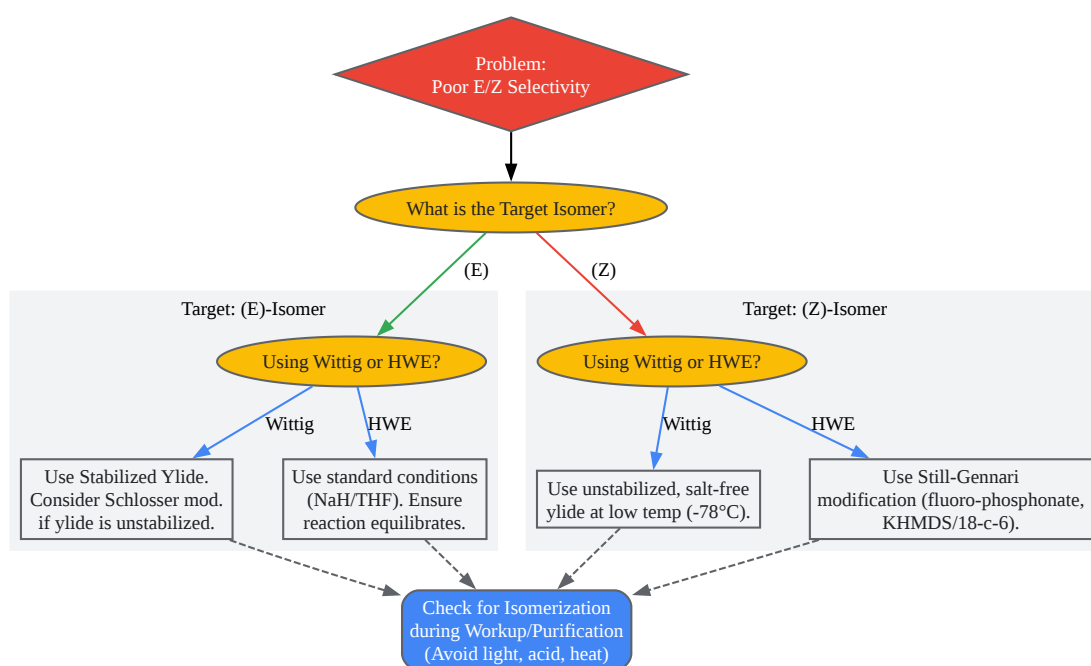 Problem:
Poor E/Z Selectivity
What is the Target Isomer?
(E)
(Z)
Target: (E)-Isomer
Using Wittig or HWE?
Wittig
HWE
Use Stabilized Ylide.
Consider Schlosser mod.
if ylide is unstabilized.
Use standard conditions
(NaH/THF). Ensure
reaction equilibrates.
Target: (Z)-Isomer
Using Wittig or HWE?
Wittig
HWE
Use unstabilized, salt-free
ylide at low temp (-78°C).
Use Still-Gennari
modification (fluoro-phosphonate,
KHMDS/18-c-6).
Check for Isomerization
during Workup/Purification
(Avoid light, acid, heat)